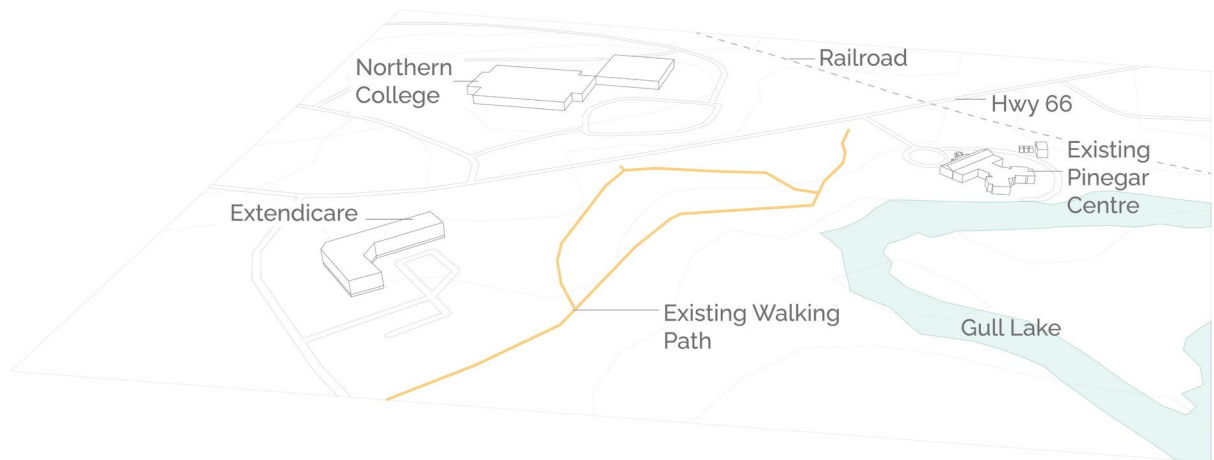 Railroad
Northern
College
Hwy 66
Existing
Pinegar
Centre
Extendicare
Existing Walking
Path
Gull Lake